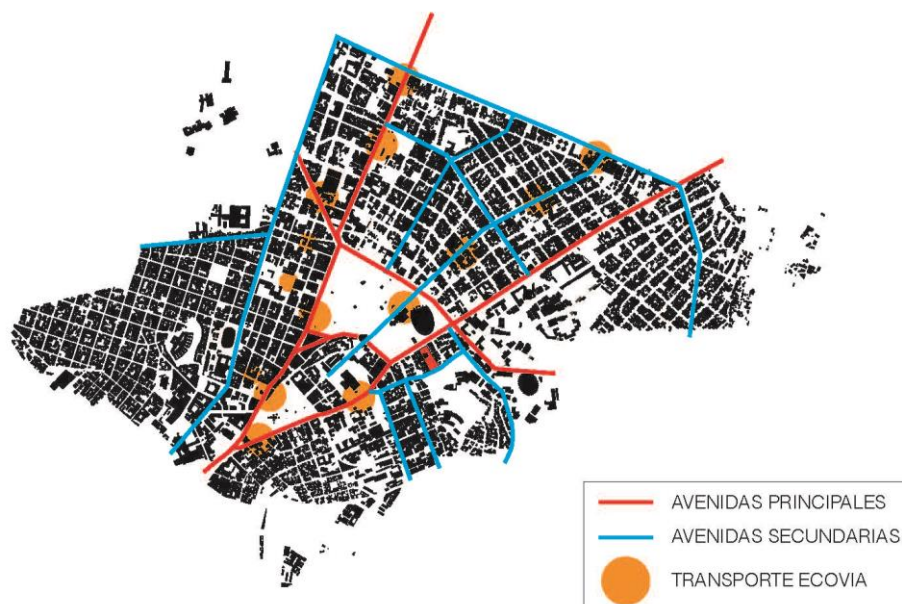 AVENIDAS PRINCIPALES
AVENIDAS SECUNDARIAS
TRANSPORTE ECOVIA